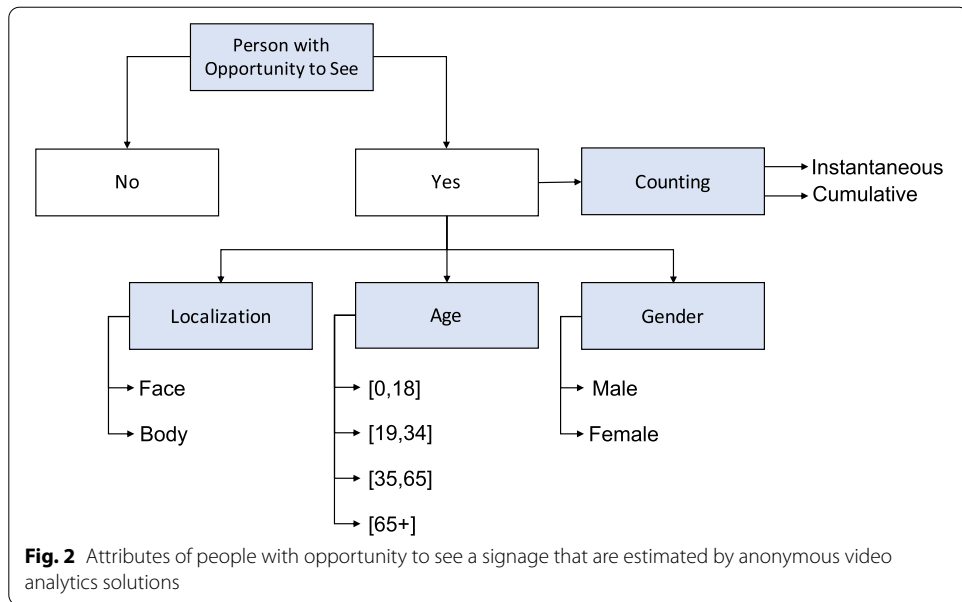 Person with
Opportunity to See
No
Yes
Counting
Instantaneous
Cumulative
Localization
Age
Gender
Face
Body
[0,18]
[19,34]
[35,65]
[65+]
Male
Female
Fig. 2 Attributes of people with opportunity to see a signage that are estimated by anonymous video
analytics solutions